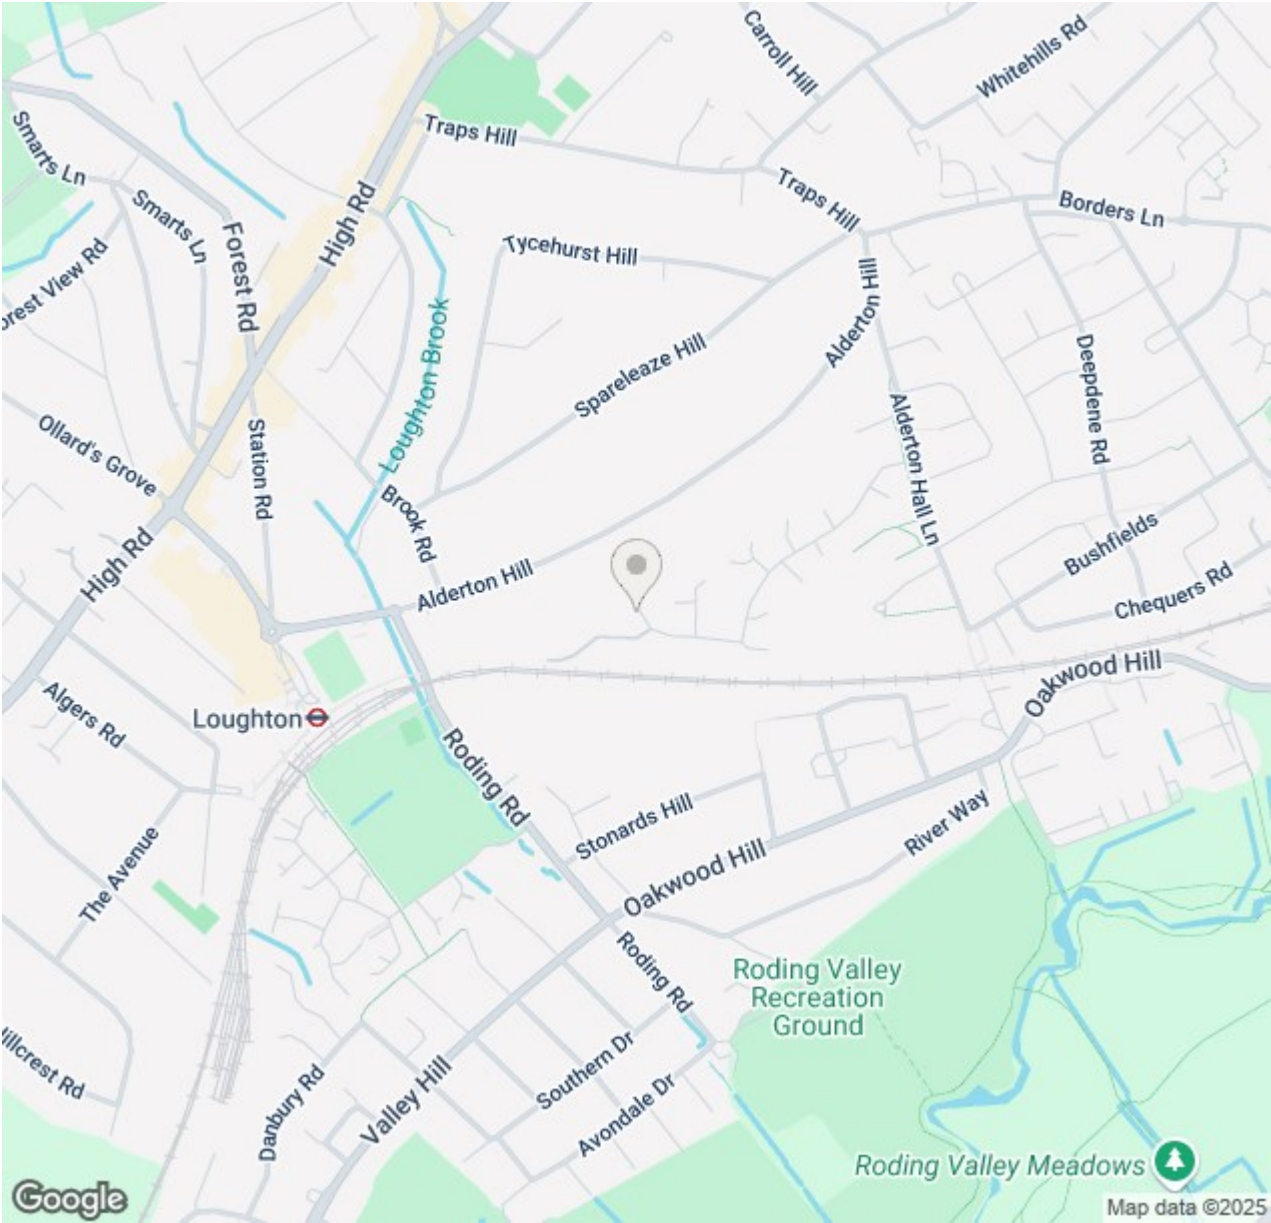 Carroll Hill
Whitehills Rd
Traps Hill
Smarts Ln
Traps Hill
Smarts Ln
High Rd
Borders Ln
Forest Rd
Tycehurst Hill
orest View Rd
Alderton Hill
Loughton Brook
Spareleaze Hill
Deepdene Rd
Ollard's Grove
Station Rd
Alderton Hall Ln
Brook Rd
High Rd
Bushfields
Alderton Hill
Chequers Rd
Oakwood Hill
Algers Rd
Loughton
Roding Rd
Stonards Hill
River Way
The Avenue
Oakwood Hill
Roding Rd
Roding Valley
Recreation
Ground
illcrest Rd
Southern Dr
Danbury Rd
Valley Hill
Avondale Dr
Roding Valley Meadows
Google
Map data ©2025